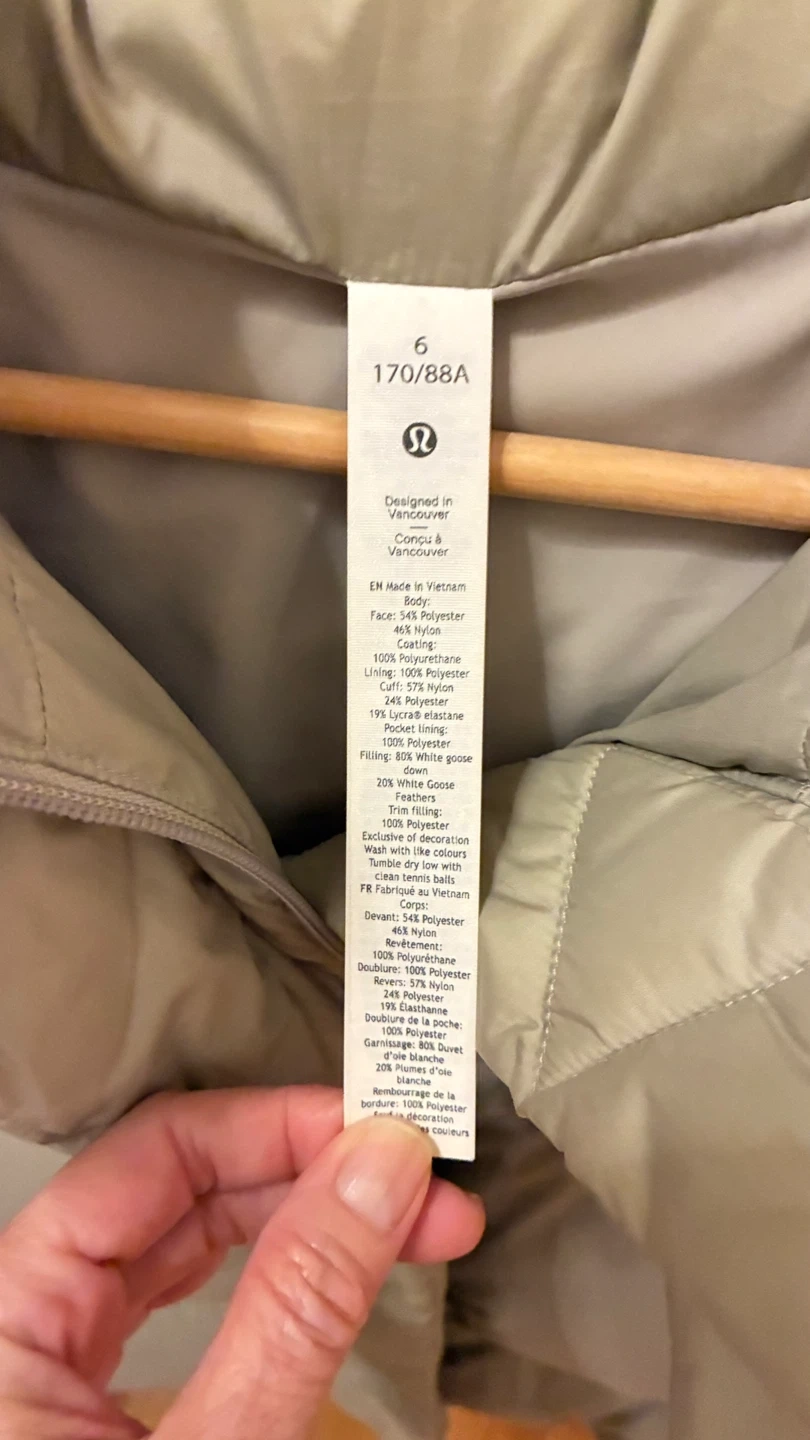 6
170/88A
Designed in
Vancouver
Conçu à
Vancouver
EN Made in Vietnam
Body:
Face: 54% Polyester
46% Nylon
Coating:
100% Polyurethane
Lining: 100% Polyester
Cuff: 57% Nylon
24% Polyester
19% Lycra® elastane
Pocket lining:
100% Polyester
Filling: 80% White goose
down
20% White Goose
Feathers
Trim filling:
100% Polyester
Exclusive of decoration
Wash with like colours
Tumble dry low with
clean tennis balls
FR Fabriqué au Vietnam
Corps:
Devant: 54% Polyester
46% Nylon
Revêtement:
100% Polyuréthane
Doublure: 100% Polyester
Revers: 57% Nylon
24% Polyester
19% Élasthanne
Doublure de la poche:
100% Polyester
Garnissage: 80% Duvet
d'oie blanche
20% Plumes d'oie
blanche
Rembourrage de la
bordure: 100% Polyester
décoration
couleurs